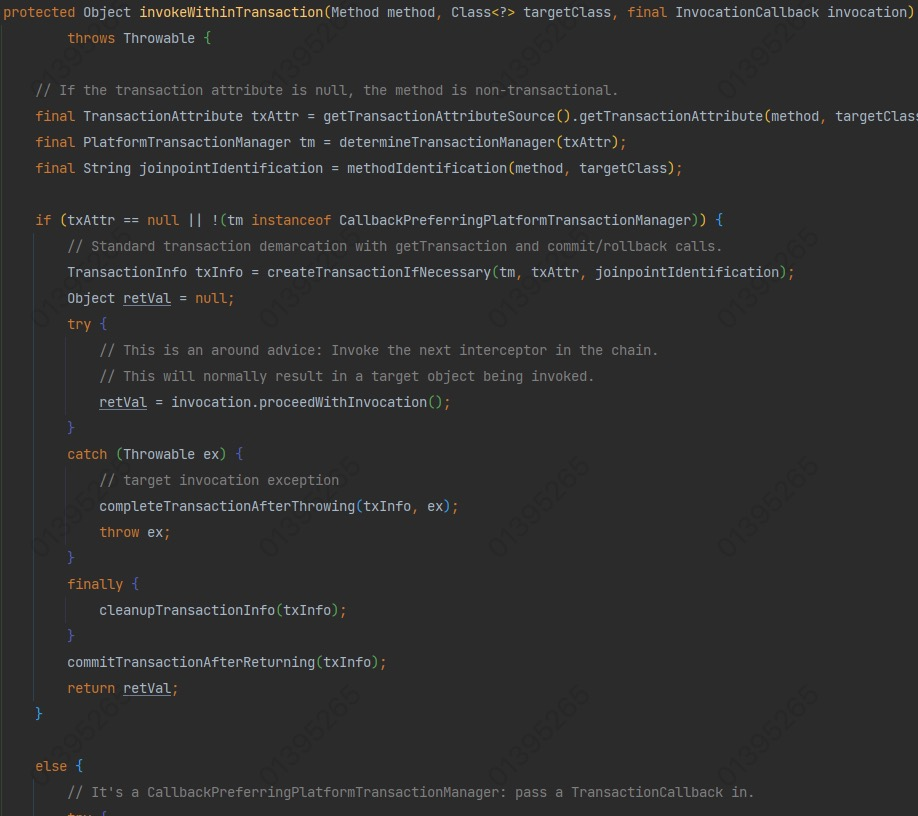 protected Object invokeWithinTransaction(Method method, Class<?> targetClass, final InvocationCallback invocation)
        throws Throwable {

    // If the transaction attribute is null, the method is non-transactional.
    final TransactionAttribute txAttr = getTransactionAttributeSource().getTransactionAttribute(method, targetClass
    final PlatformTransactionManager tm = determineTransactionManager(txAttr);
    final String joinpointIdentification = methodIdentification(method, targetClass);

    if (txAttr == null || !(tm instanceof CallbackPreferringPlatformTransactionManager)) {
        // Standard transaction demarcation with getTransaction and commit/rollback calls.
        TransactionInfo txInfo = createTransactionIfNecessary(tm, txAttr, joinpointIdentification);
        Object retVal = null;
        try {
            // This is an around advice: Invoke the next interceptor in the chain.
            // This will normally result in a target object being invoked.
            retVal = invocation.proceedWithInvocation();
        }
        catch (Throwable ex) {
            // target invocation exception
            completeTransactionAfterThrowing(txInfo, ex);
            throw ex;
        }
        finally {
            cleanupTransactionInfo(txInfo);
        }
        commitTransactionAfterReturning(txInfo);
        return retVal;
    }

    else {
        // It's a CallbackPreferringPlatformTransactionManager: pass a TransactionCallback in.
        try {
01395265